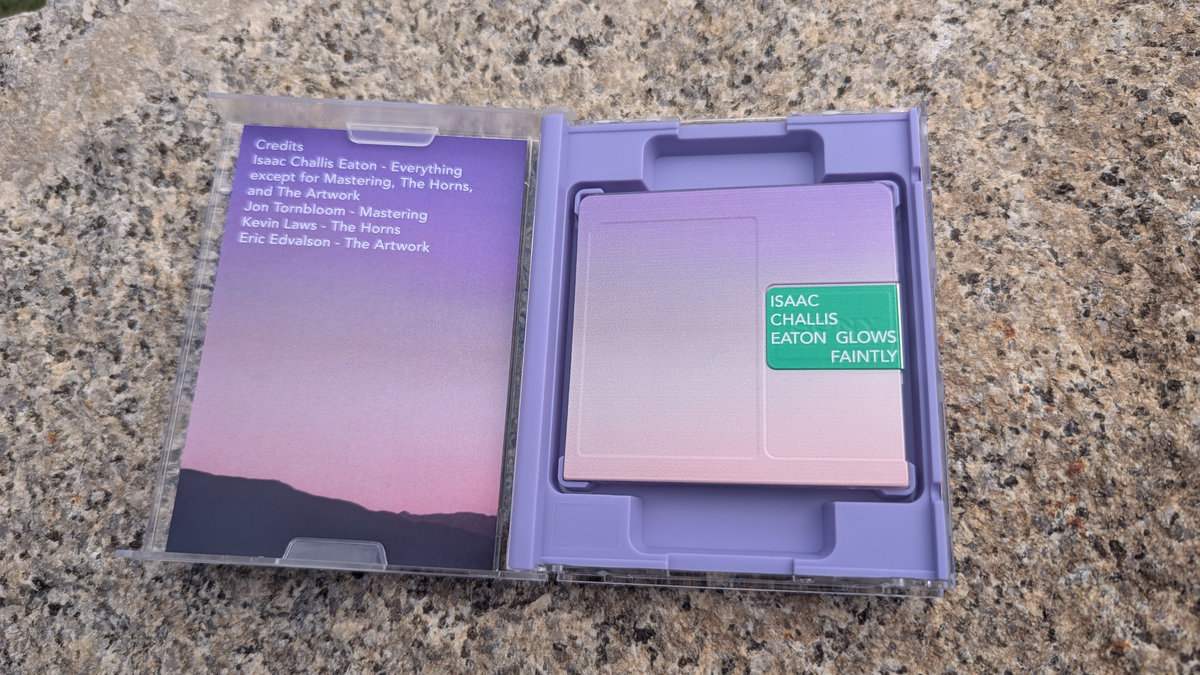 Credits
Isaac Challis Eaton - Everything
except for Mastering, The Horns,
and The Artwork
Jon Tornbloom - Mastering
Kevin Laws - The Horns
Eric Edvalson - The Artwork
ISAAC
CHALLIS
EATON GLOWS
FAINTLY